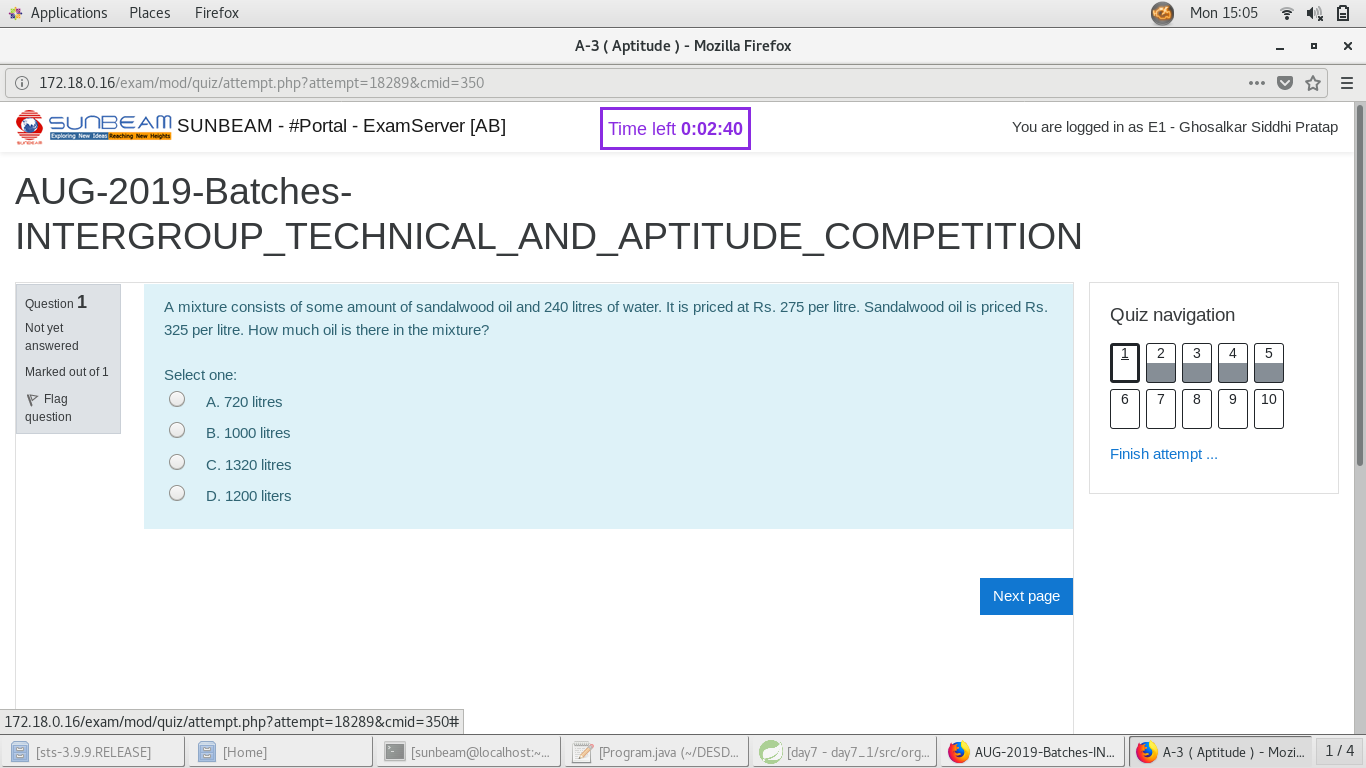 Applications Places Firefox Mon 15:05
A-3 ( Aptitude ) - Mozilla Firefox
172.18.0.16/exam/mod/quiz/attempt.php?attempt=18289&cmid=350
SUNBEAM
Exploring New Ideas Reaching New Heights
SUNBEAM
SUNBEAM - #Portal - ExamServer [AB]
Time left 0:02:40
You are logged in as E1 - Ghosalkar Siddhi Pratap
AUG-2019-Batches-
INTERGROUP_TECHNICAL_AND_APTITUDE_COMPETITION
Question 1
Not yet
answered
Marked out of 1
Flag
question
A mixture consists of some amount of sandalwood oil and 240 litres of water. It is priced at Rs. 275 per litre. Sandalwood oil is priced Rs.
325 per litre. How much oil is there in the mixture?
Select one:
A. 720 litres
B. 1000 litres
C. 1320 litres
D. 1200 liters
Next page
Quiz navigation
1 2 3 4 5
6 7 8 9 10
Finish attempt ...
172.18.0.16/exam/mod/quiz/attempt.php?attempt=18289&cmid=350#
[sts-3.9.9.RELEASE] [Home] [sunbeam@localhost:~... [Program.java (~/DESD... [day7 - day7_1/src/org... AUG-2019-Batches-IN... A-3 ( Aptitude ) - Mozi... 1 / 4